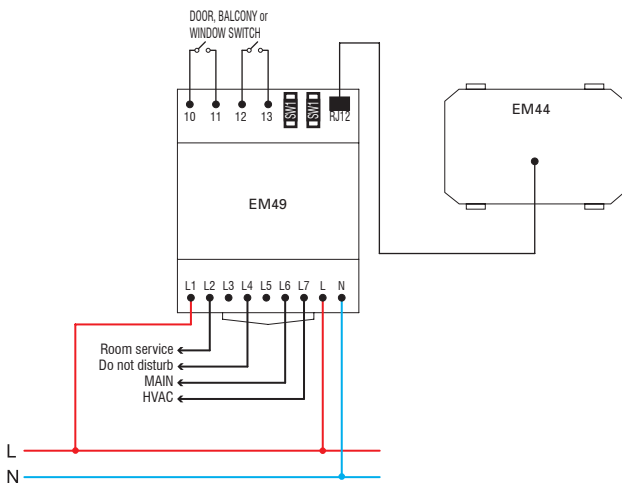 DOOR, BALCONY or
WINDOW SWITCH
10 11 12 13 SW1 SW1 RJ12
EM44
EM49
L1 L2 L3 L4 L5 L6 L7 L N
Room service
Do not disturb
MAIN
HVAC
L
N